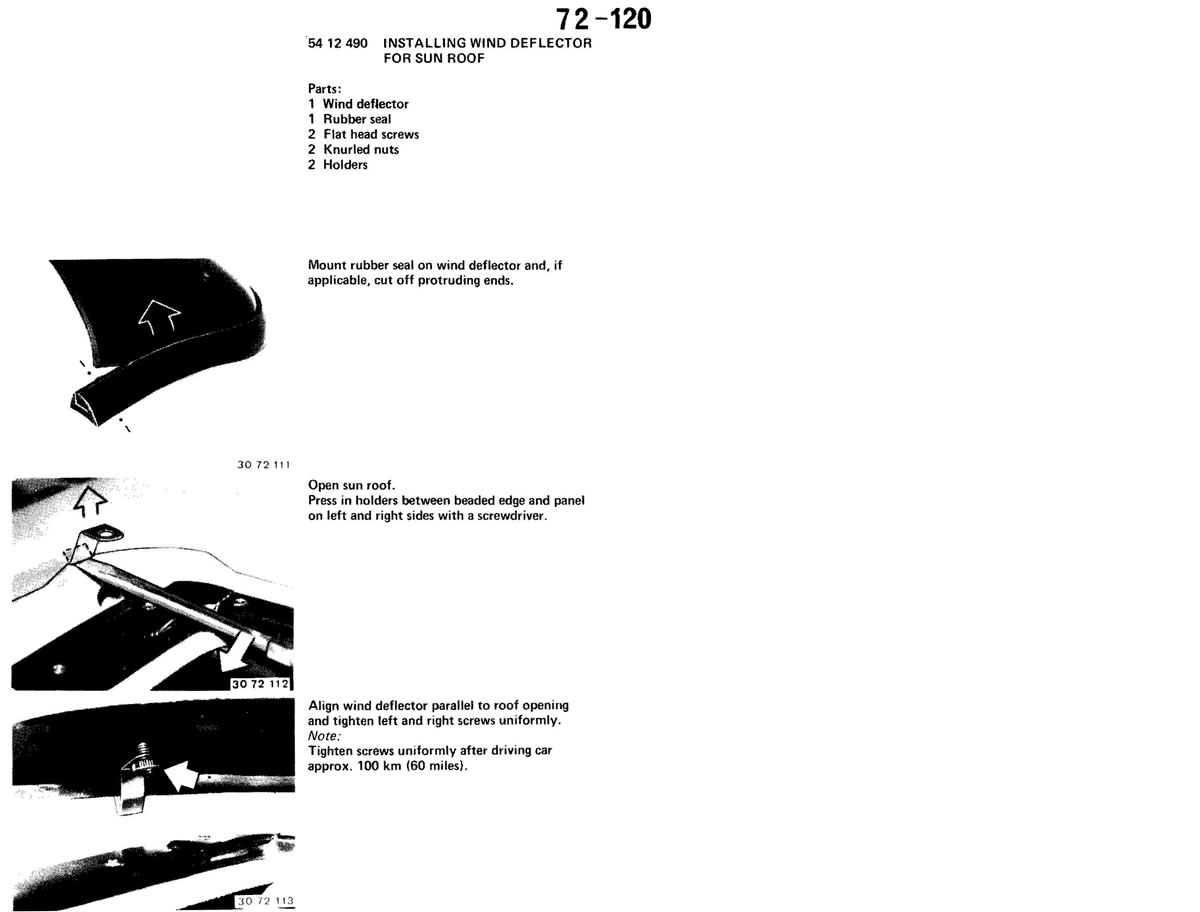 72-120
54 12 490 INSTALLING WIND DEFLECTOR
FOR SUN ROOF
Parts:
1 Wind deflector
1 Rubber seal
2 Flat head screws
2 Knurled nuts
2 Holders
Mount rubber seal on wind deflector and, if
applicable, cut off protruding ends.
30 72 111
Open sun roof.
Press in holders between beaded edge and panel
on left and right sides with a screwdriver.
30 72 112
Align wind deflector parallel to roof opening
and tighten left and right screws uniformly.
Note:
Tighten screws uniformly after driving car
approx. 100 km (60 miles).
30 72 113